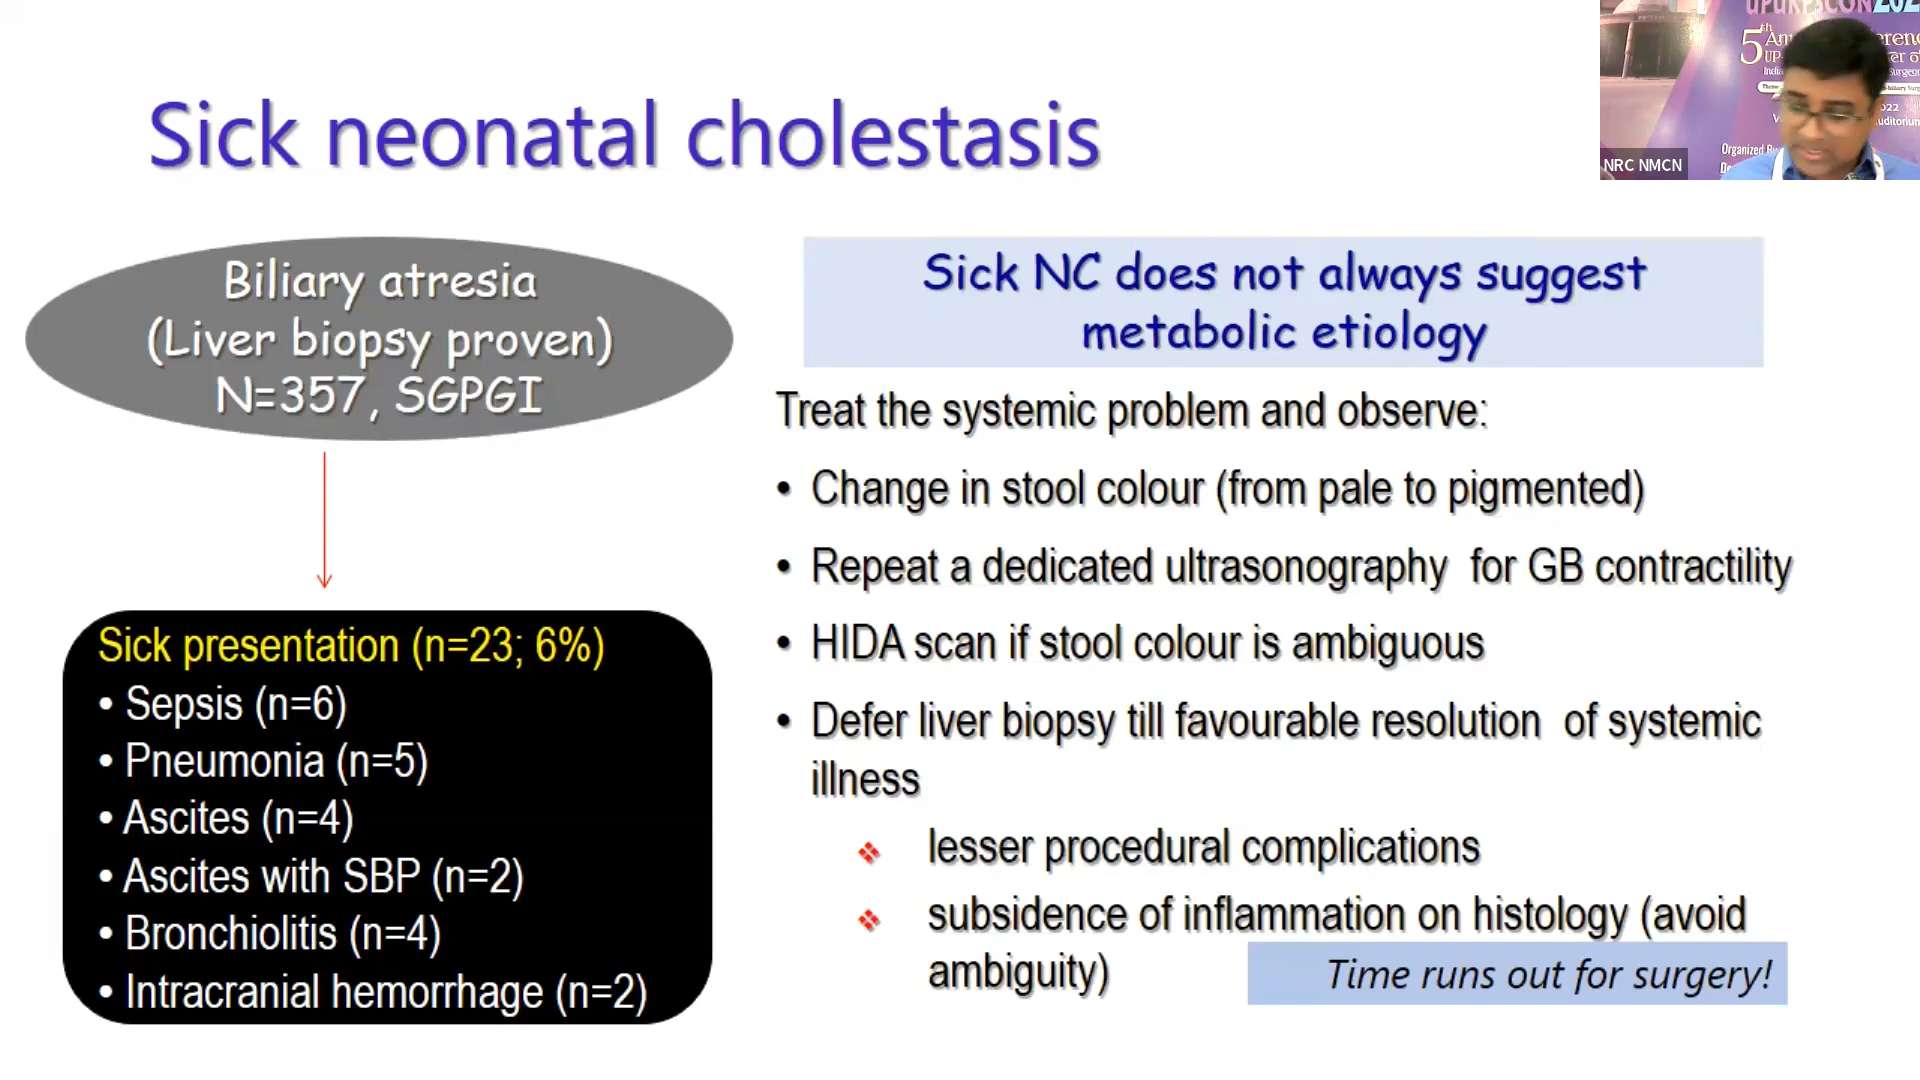 Sick neonatal cholestasis
UPUKPSCON202
5th
NRC NMCN
Biliary atresia
(Liver biopsy proven)
N=357, SGPGI
Sick presentation (n=23; 6%)
• Sepsis (n=6)
• Pneumonia (n=5)
• Ascites (n=4)
• Ascites with SBP (n=2)
• Bronchiolitis (n=4)
• Intracranial hemorrhage (n=2)
Sick NC does not always suggest
metabolic etiology
Treat the systemic problem and observe:
• Change in stool colour (from pale to pigmented)
• Repeat a dedicated ultrasonography for GB contractility
• HIDA scan if stool colour is ambiguous
• Defer liver biopsy till favourable resolution of systemic
illness
❖ lesser procedural complications
❖ subsidence of inflammation on histology (avoid
ambiguity)
Time runs out for surgery!